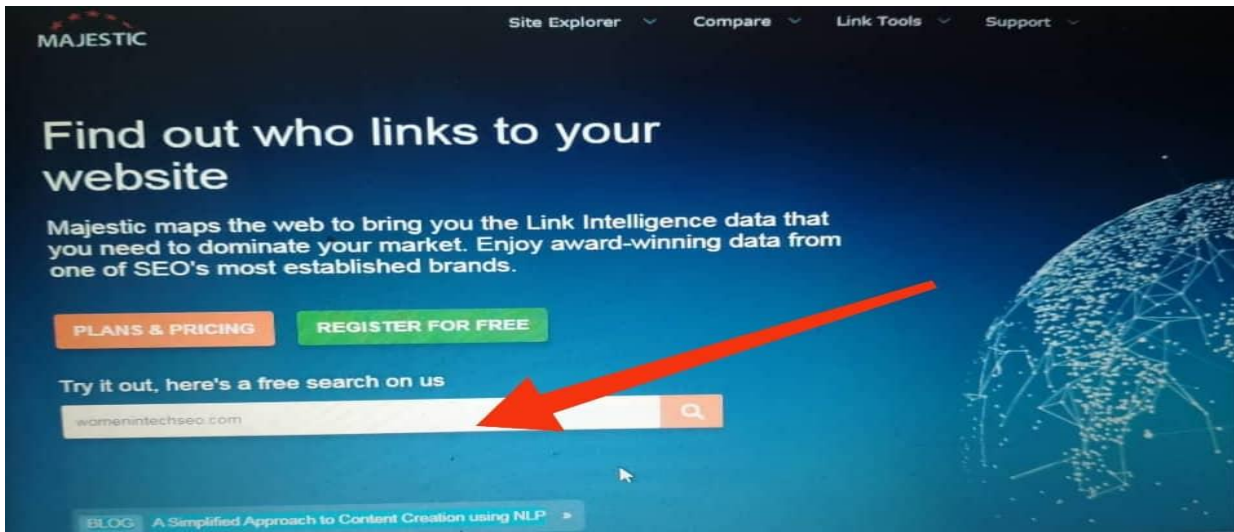 MAJESTIC
Site Explorer Compare Link Tools Support
Find out who links to your
website
Majestic maps the web to bring you the Link Intelligence data that
you need to dominate your market. Enjoy award-winning data from
one of SEO's most established brands.
PLANS & PRICING REGISTER FOR FREE
Try it out, here's a free search on us
womenintechseo.com
BLOG A Simplified Approach to Content Creation using NLP »